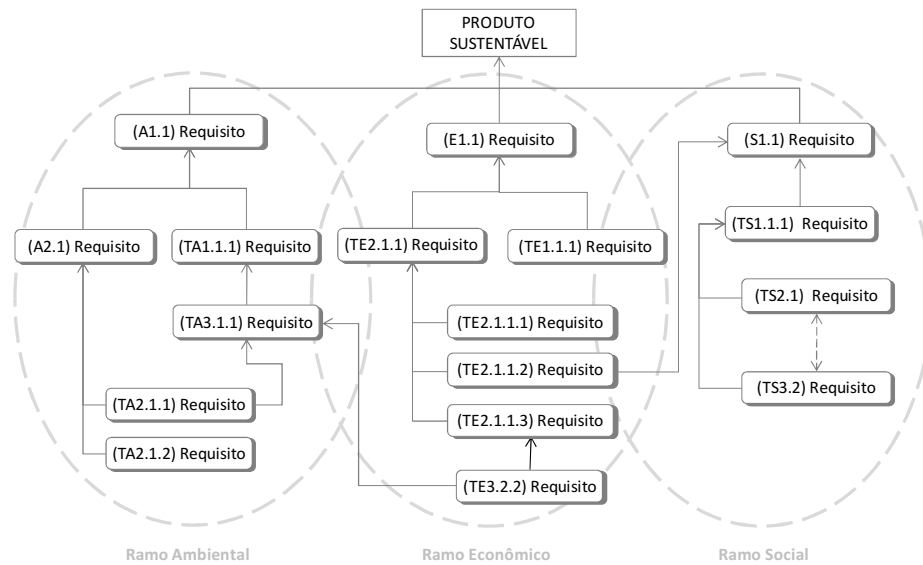 PRODUTO
SUSTENTÁVEL
(A1.1) Requisito
(E1.1) Requisito
(S1.1) Requisito
(A2.1) Requisito
(TA1.1.1) Requisito
(TE2.1.1) Requisito
(TE1.1.1) Requisito
(TS1.1.1) Requisito
(TA3.1.1) Requisito
(TE2.1.1.1) Requisito
(TS2.1) Requisito
(TE2.1.1.2) Requisito
(TS3.2) Requisito
(TA2.1.1) Requisito
(TE2.1.1.3) Requisito
(TA2.1.2) Requisito
(TE3.2.2) Requisito
Ramo Ambiental
Ramo Econômico
Ramo Social